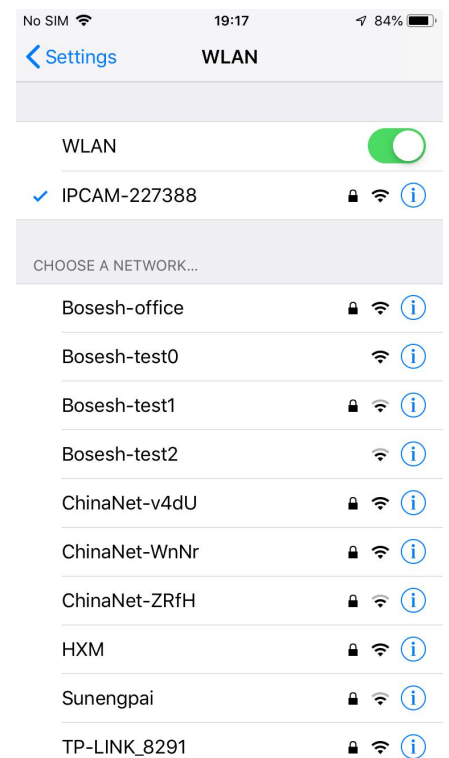 No SIM 19:17 84%
Settings WLAN
WLAN
IPCAM-227388
CHOOSE A NETWORK...
Bosesh-office
Bosesh-test0
Bosesh-test1
Bosesh-test2
ChinaNet-v4dU
ChinaNet-WnNr
ChinaNet-ZRfH
HXM
Sunengpai
TP-LINK_8291